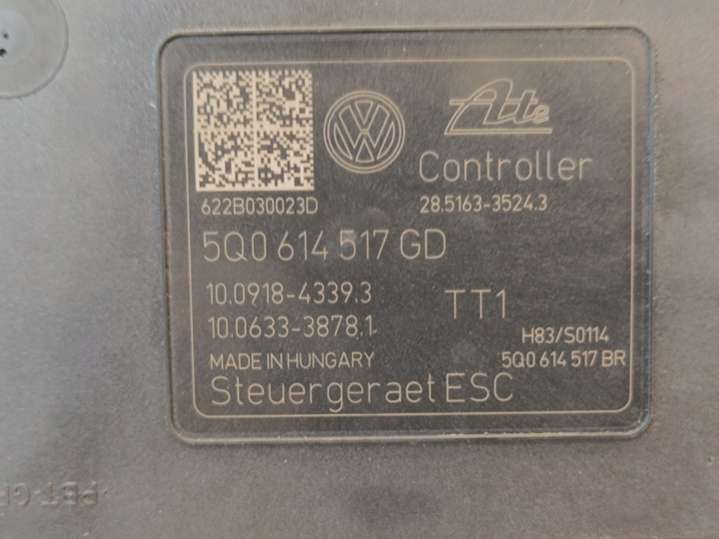 Ate
Controller
622B030023D
28.5163-3524.3
5Q0 614 517 GD
10.0918-4339.3
TT1
10.0633-3878.1
H83/S0114
MADE IN HUNGARY
5Q0 614 517 BR
Steuergeraet ESC